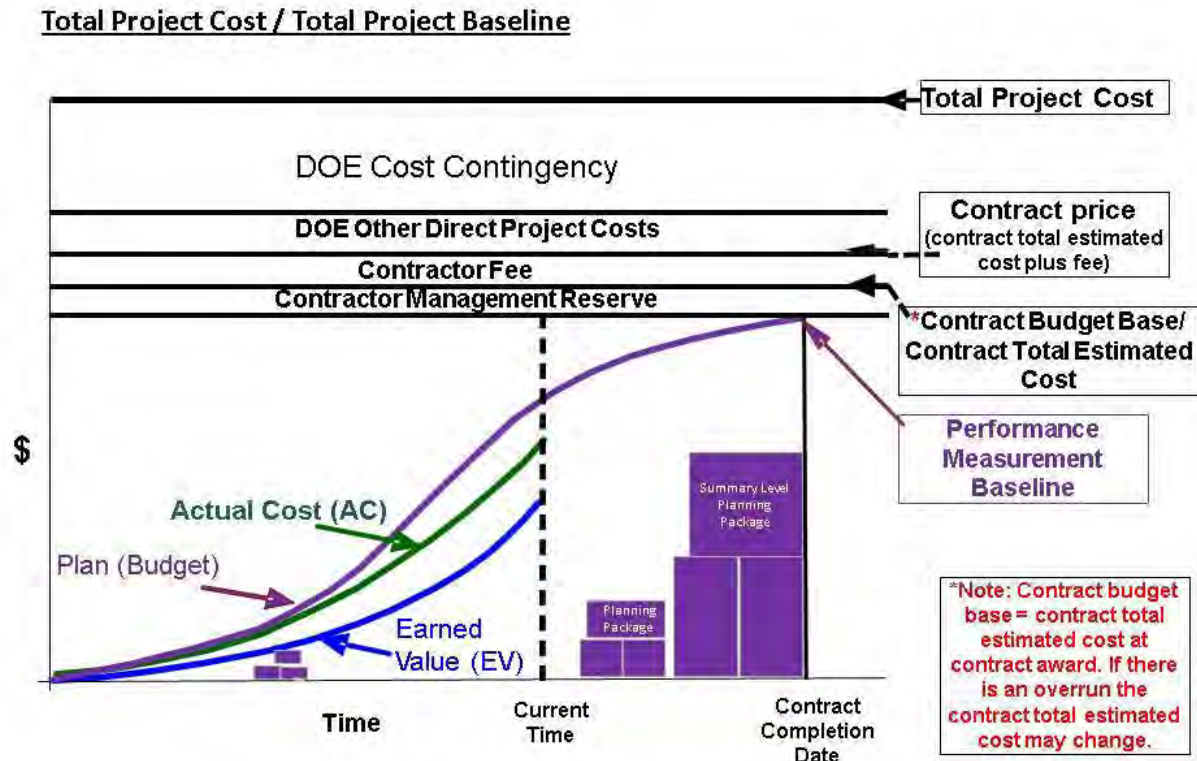 Total Project Cost / Total Project Baseline
Total Project Cost
DOE Cost Contingency
DOE Other Direct Project Costs
Contract price
(contract total estimated
cost plus fee)
Contractor Fee
Contractor Management Reserve
*Contract Budget Base/
Contract Total Estimated
Cost
Performance
Measurement
Baseline
$
Actual Cost (AC)
Plan (Budget)
Earned
Value (EV)
Summary Level
Planning
Package
Planning
Package
*Note: Contract budget
base = contract total
estimated cost at
contract award. If there
is an overrun the
contract total estimated
cost may change.
Time
Current
Time
Contract
Completion
Date